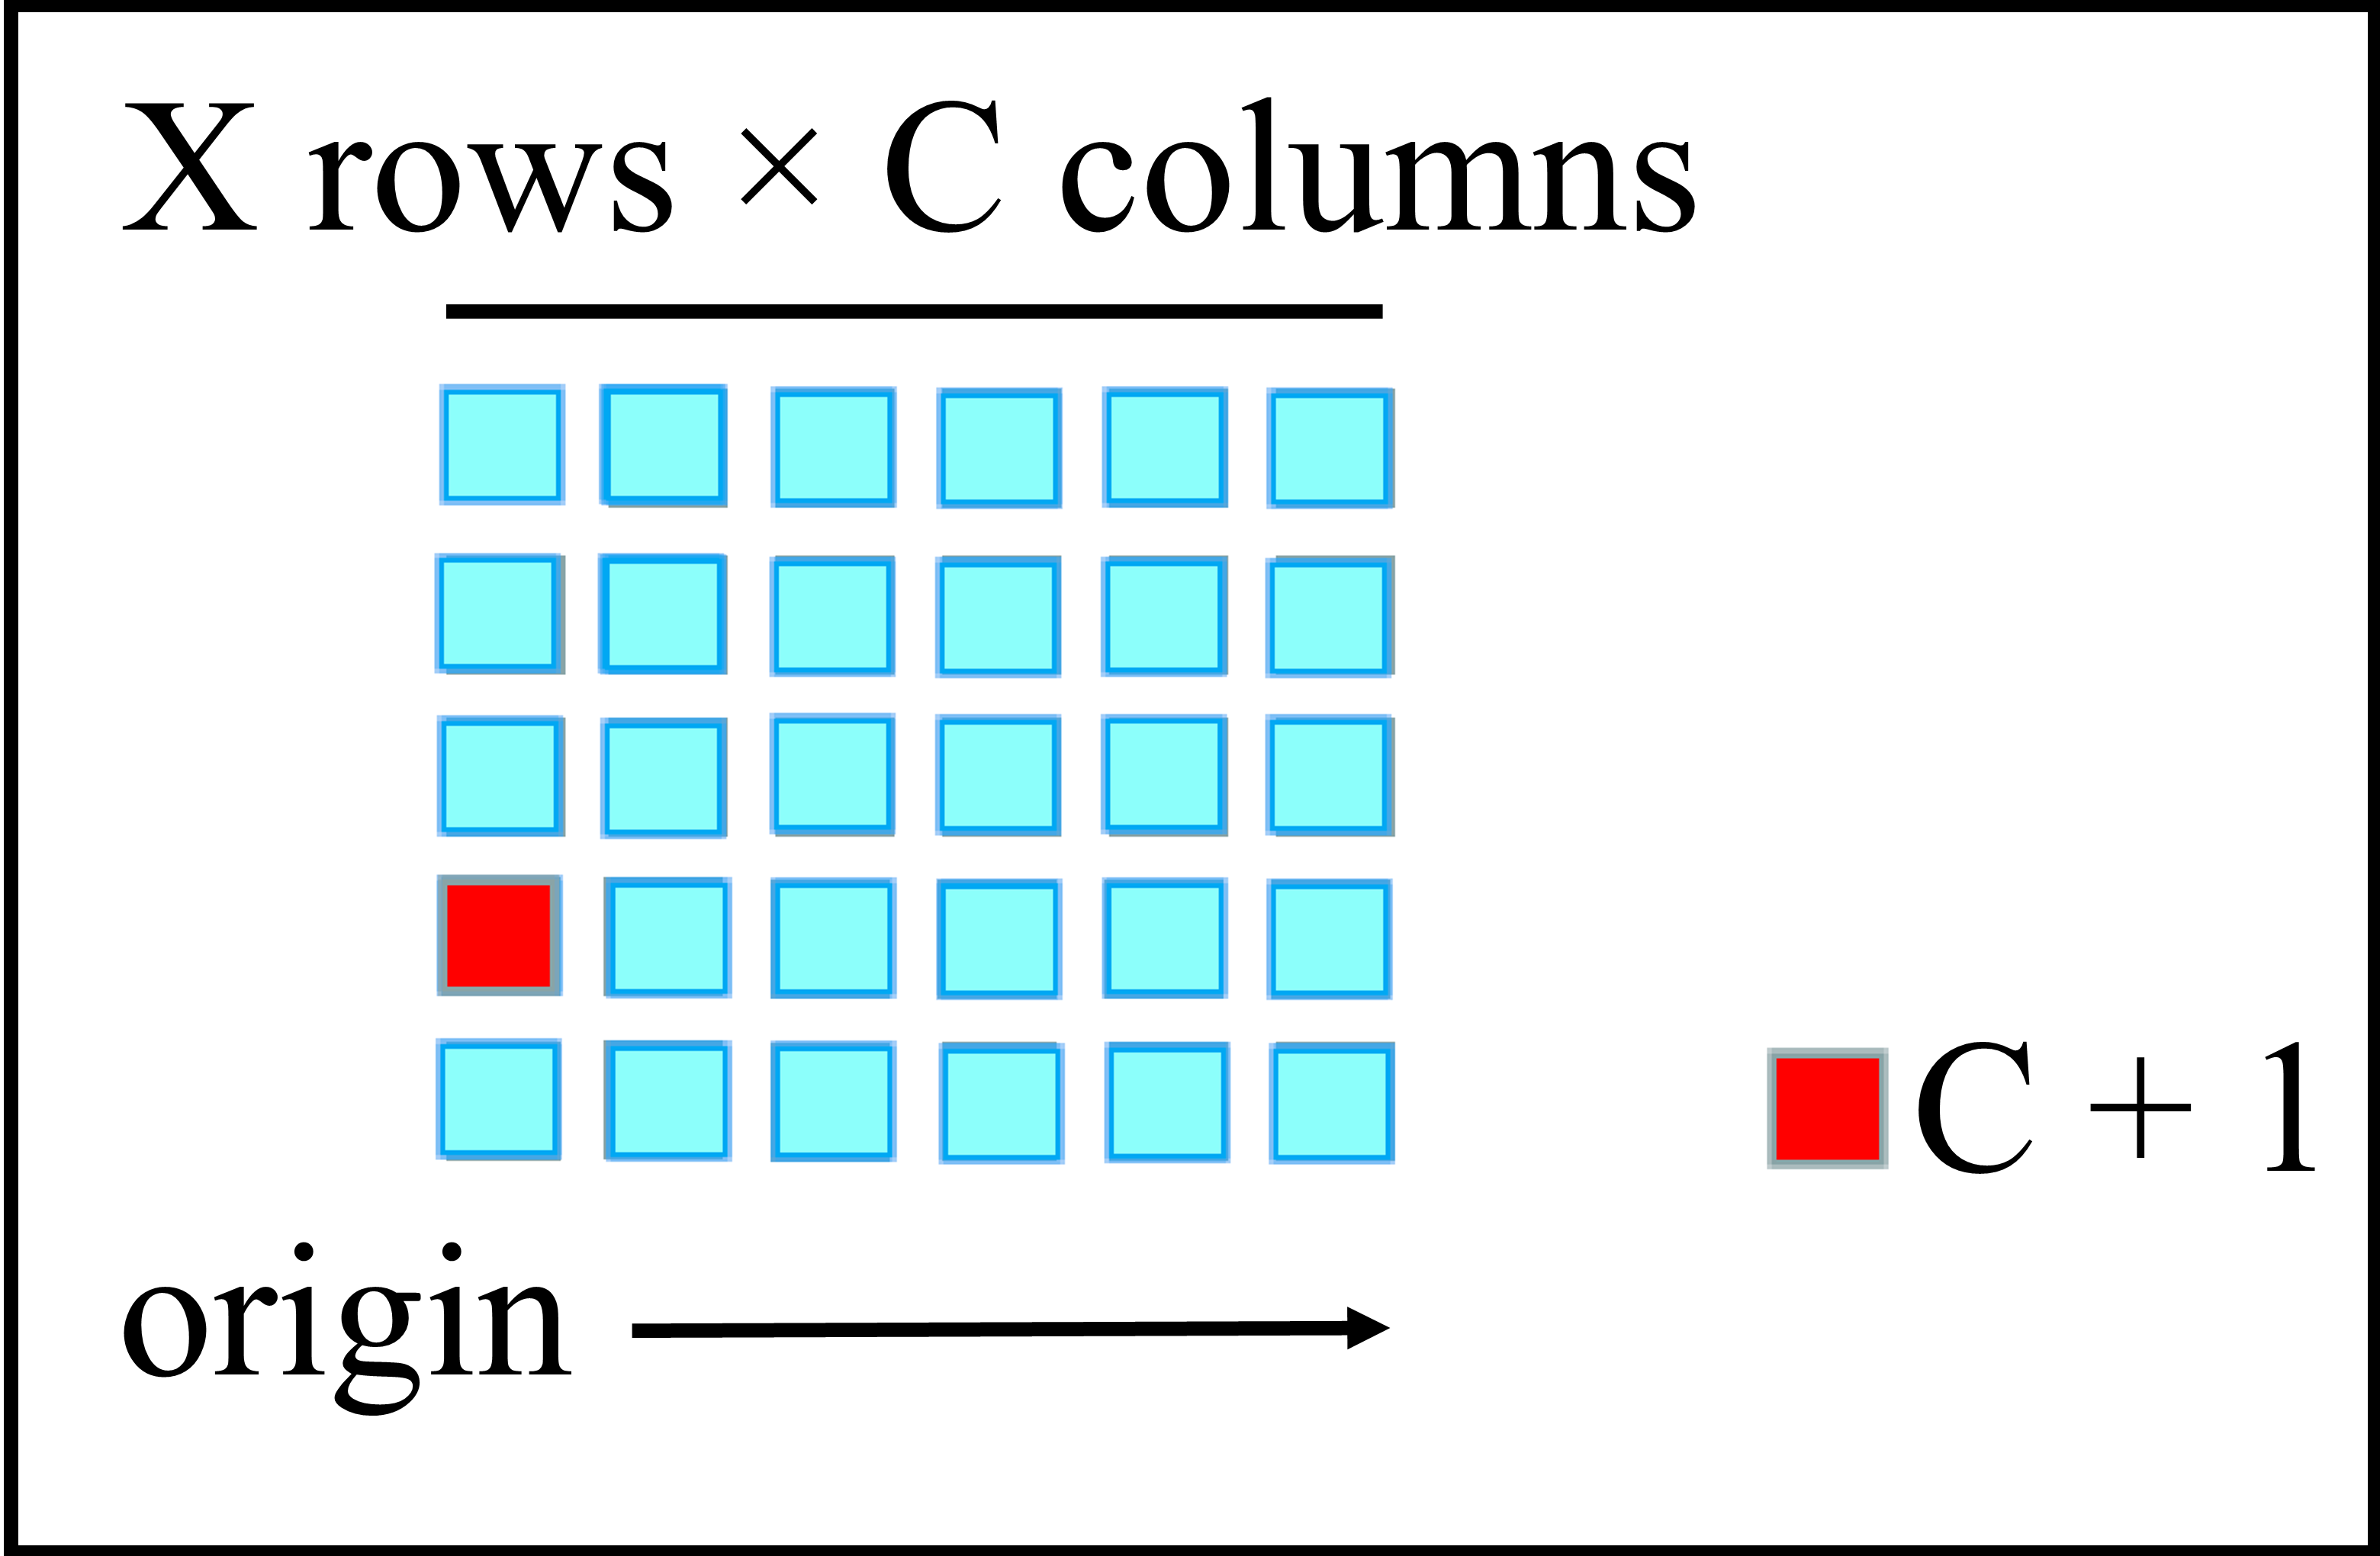 X rows × C columns
C + 1
origin